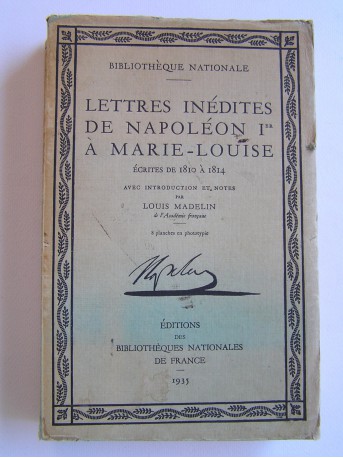 BIBLIOTHÈQUE NATIONALE
LETTRES INÉDITES
DE NAPOLÉON Iᴱᴿ
À MARIE-LOUISE
ÉCRITES DE 1810 À 1814
AVEC INTRODUCTION ET NOTES
PAR
LOUIS MADELIN
de l'Académie française
8 planches en phototypie
ÉDITIONS
DES
BIBLIOTHÈQUES NATIONALES
DE FRANCE
1935